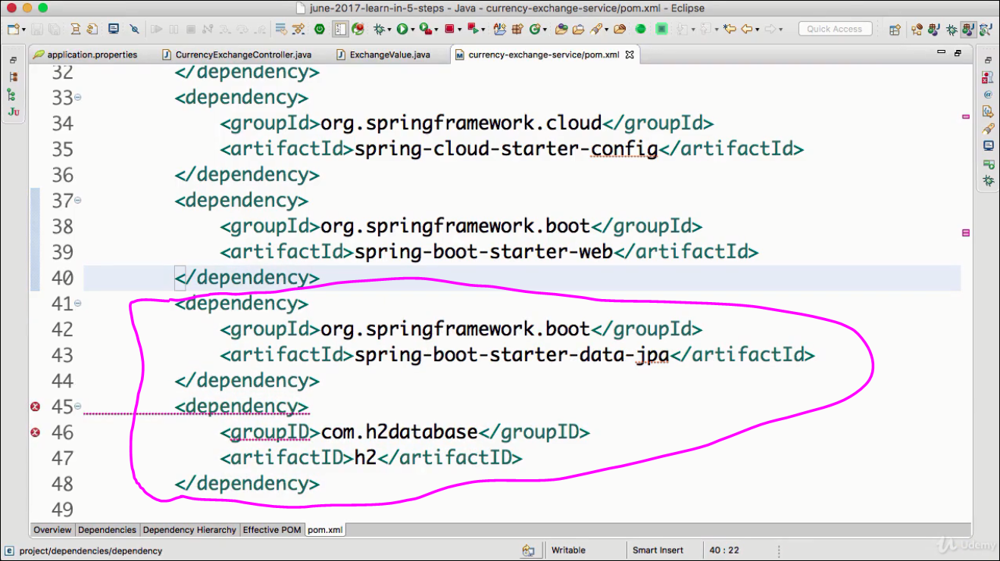 june-2017-learn-in-5-steps - Java - currency-exchange-service/pom.xml - Eclipse
Quick Access
application.properties CurrencyExchangeController.java ExchangeValue.java currency-exchange-service/pom.xml
32 </dependency>
33 <dependency>
34 <groupId>org.springframework.cloud</groupId>
35 <artifactId>spring-cloud-starter-config</artifactId>
36 </dependency>
37 <dependency>
38 <groupId>org.springframework.boot</groupId>
39 <artifactId>spring-boot-starter-web</artifactId>
40 </dependency>
41 <dependency>
42 <groupId>org.springframework.boot</groupId>
43 <artifactId>spring-boot-starter-data-jpa</artifactId>
44 </dependency>
45 <dependency>
46 <groupID>com.h2database</groupID>
47 <artifactID>h2</artifactID>
48 </dependency>
49
Overview Dependencies Dependency Hierarchy Effective POM pom.xml
project/dependencies/dependency Writable Smart Insert 40 : 22
Udemy